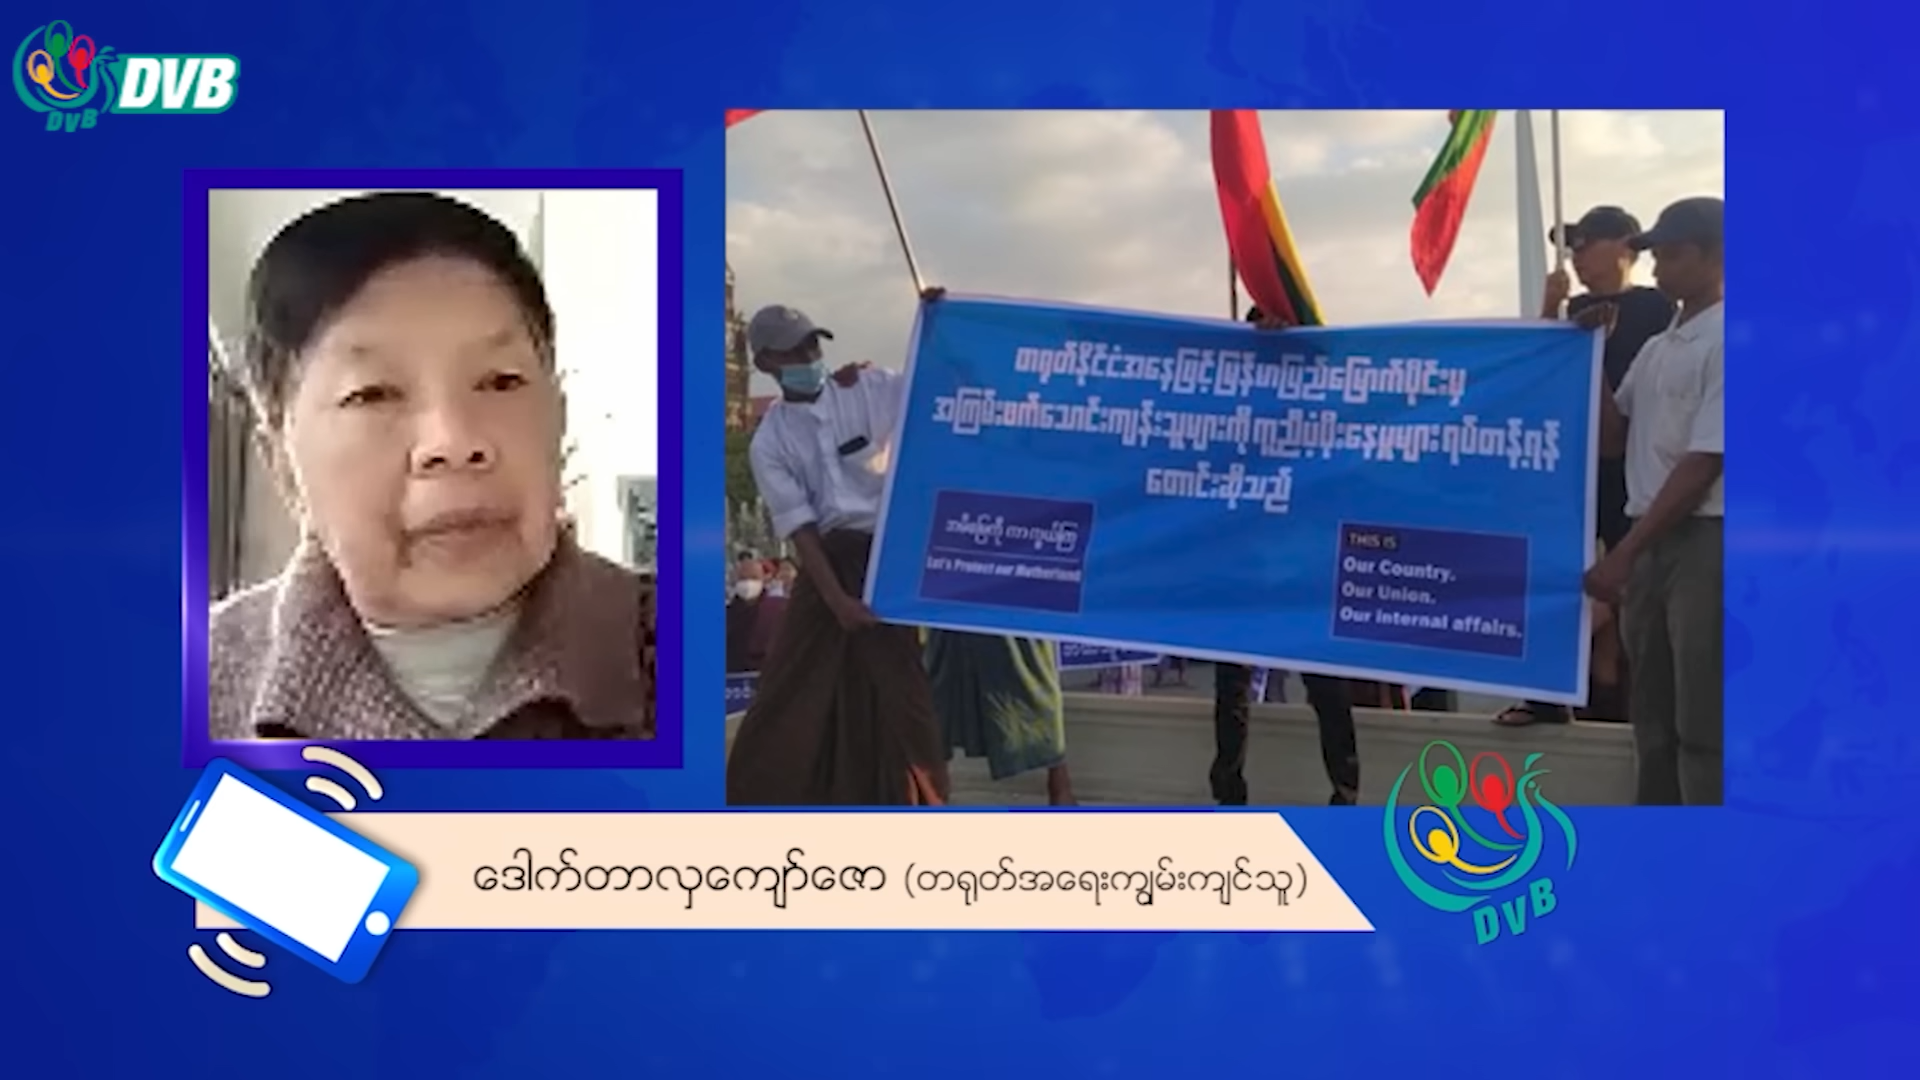 DVB
DVB
တရုတ်နိုင်ငံအနေဖြင့်မြန်မာပြည်မြောက်ပိုင်းမှ
အကြမ်းဖက်သောင်းကျန်းသူများကိုကူညီပံ့ပိုးနေမှုများရပ်တန့်ရန်
တောင်းဆိုသည်
အမိမြေကို ကာကွယ်ကြ
Let's Protect our Motherland
THIS IS
Our Country.
Our Union.
Our internal affairs.
ဒေါက်တာလှကျော်ဇော (တရုတ်အရေးကျွမ်းကျင်သူ)
DVB